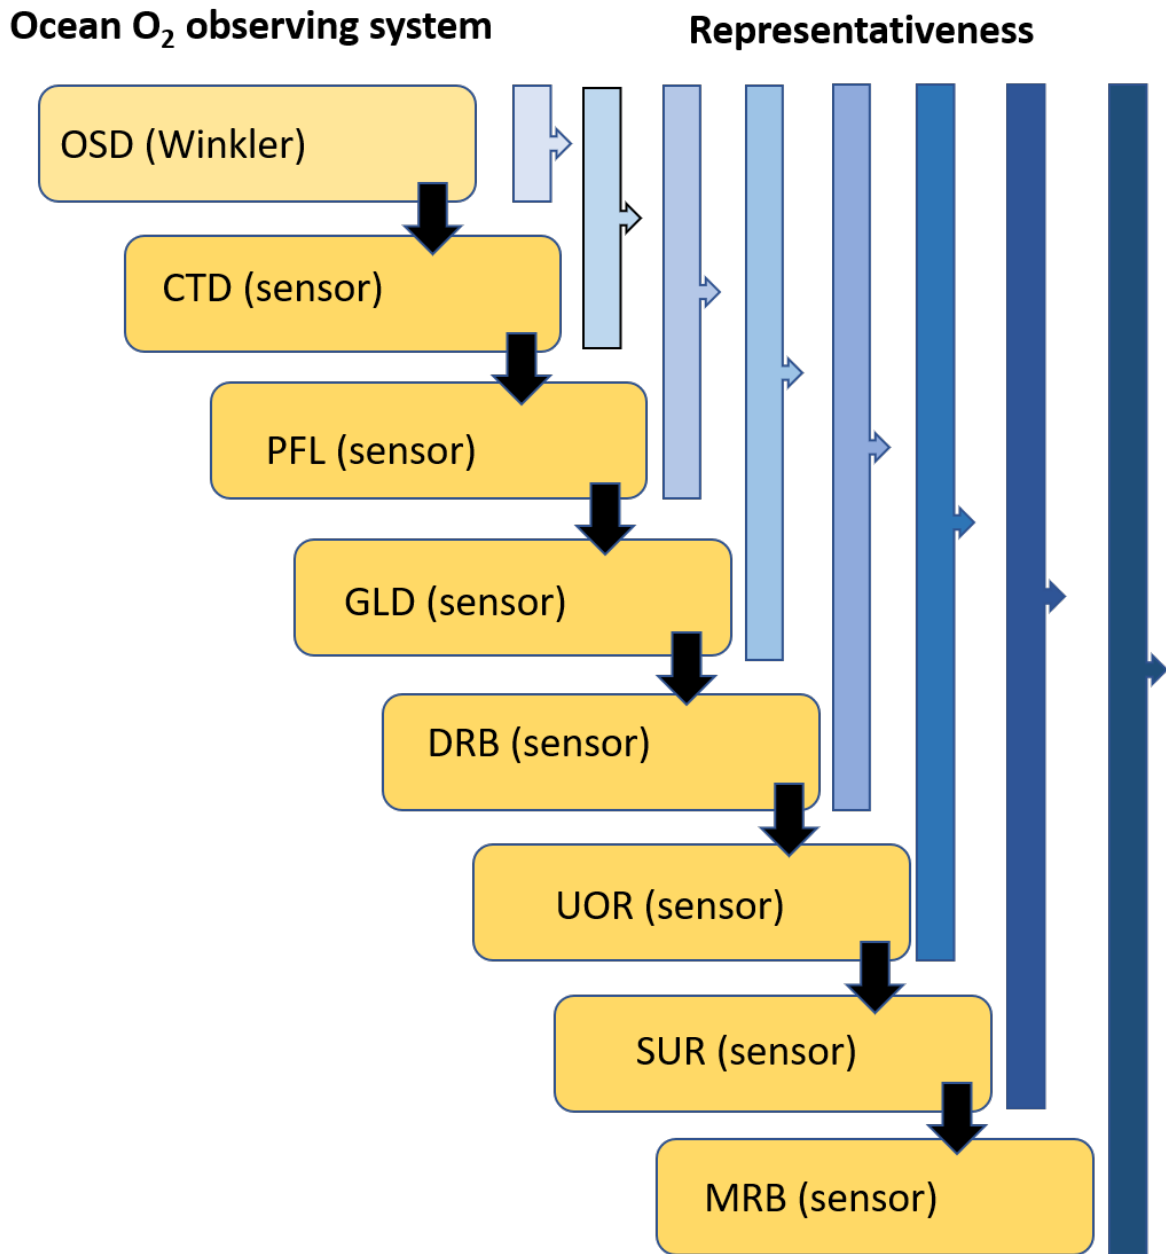 Ocean O₂ observing system
Representativeness
OSD (Winkler)
CTD (sensor)
PFL (sensor)
GLD (sensor)
DRB (sensor)
UOR (sensor)
SUR (sensor)
MRB (sensor)